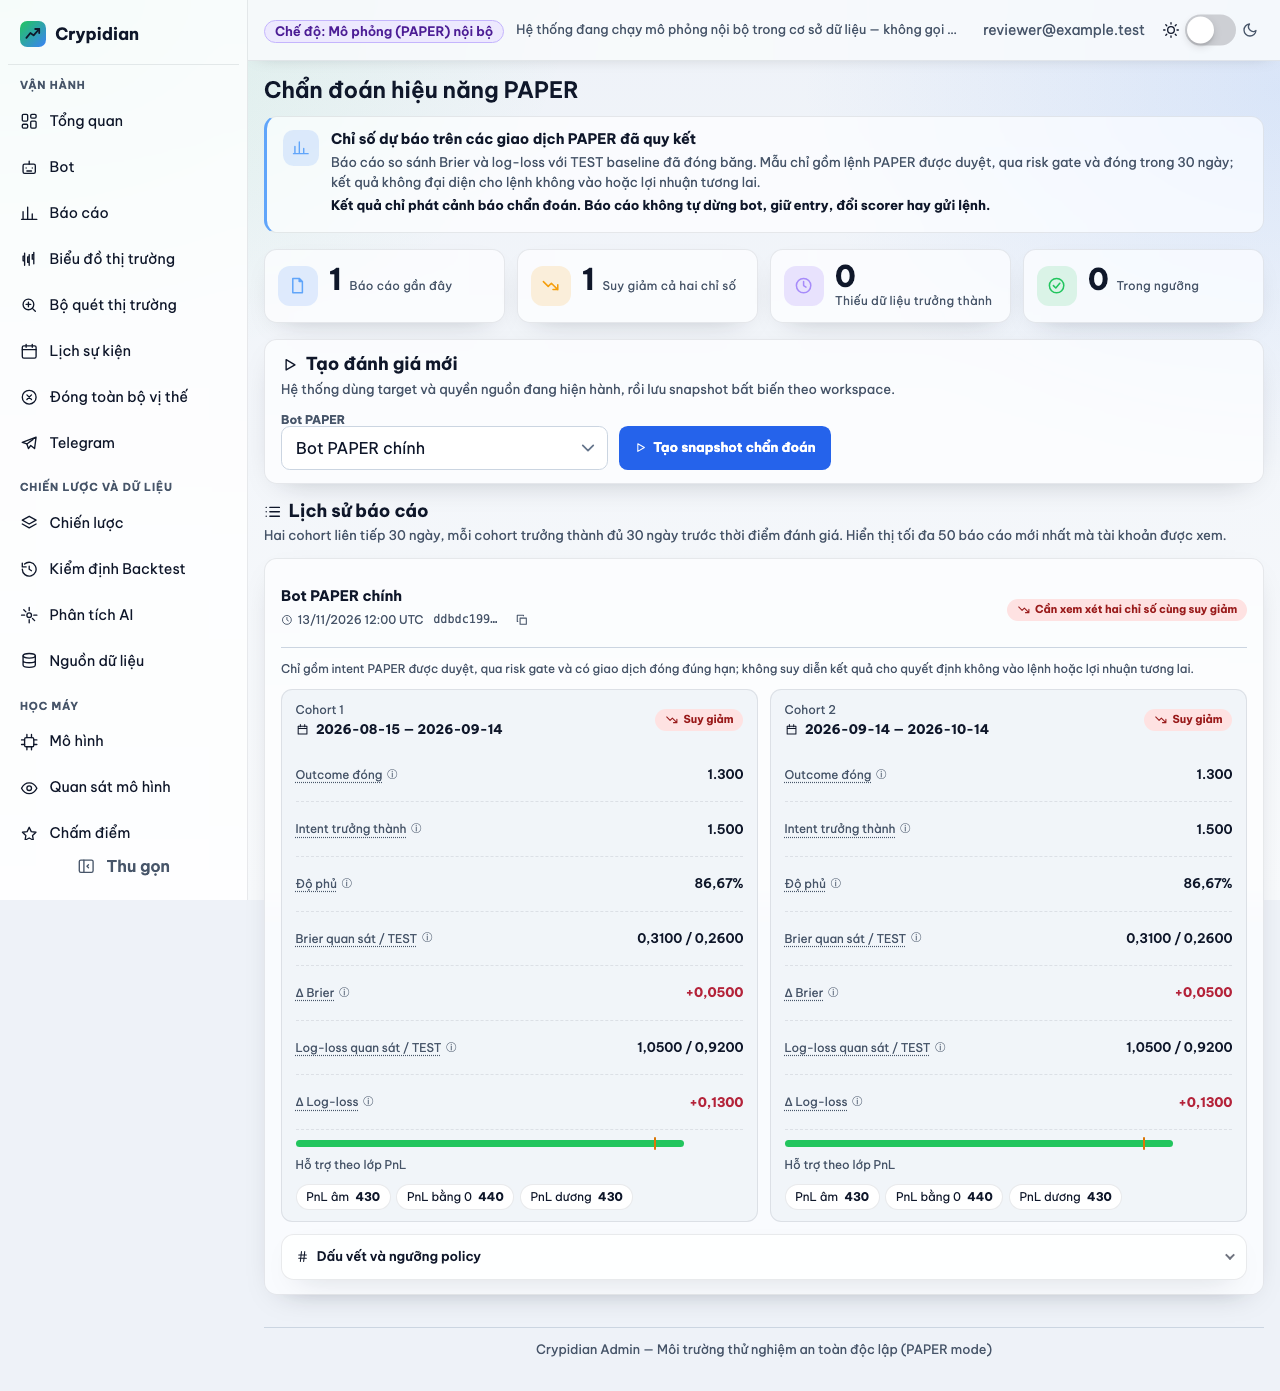 Crypidian
VẬN HÀNH
Tổng quan
Bot
Báo cáo
Biểu đồ thị trường
Bộ quét thị trường
Lịch sự kiện
Đóng toàn bộ vị thế
Telegram
CHIẾN LƯỢC VÀ DỮ LIỆU
Chiến lược
Kiểm định Backtest
Phân tích AI
Nguồn dữ liệu
HỌC MÁY
Mô hình
Quan sát mô hình
Chấm điểm
Thu gọn
Chế độ: Mô phỏng (PAPER) nội bộ
Hệ thống đang chạy mô phỏng nội bộ trong cơ sở dữ liệu — không gọi ...
reviewer@example.test
Chẩn đoán hiệu năng PAPER
Chỉ số dự báo trên các giao dịch PAPER đã quy kết
Báo cáo so sánh Brier và log-loss với TEST baseline đã đóng băng. Mẫu chỉ gồm lệnh PAPER được duyệt, qua risk gate và đóng trong 30 ngày;
kết quả không đại diện cho lệnh không vào hoặc lợi nhuận tương lai.
Kết quả chỉ phát cảnh báo chẩn đoán. Báo cáo không tự dừng bot, giữ entry, đổi scorer hay gửi lệnh.
1 Báo cáo gần đây
1 Suy giảm cả hai chỉ số
0
Thiếu dữ liệu trưởng thành
0 Trong ngưỡng
Tạo đánh giá mới
Hệ thống dùng target và quyền nguồn đang hiện hành, rồi lưu snapshot bất biến theo workspace.
Bot PAPER
Bot PAPER chính
Tạo snapshot chẩn đoán
Lịch sử báo cáo
Hai cohort liên tiếp 30 ngày, mỗi cohort trưởng thành đủ 30 ngày trước thời điểm đánh giá. Hiển thị tối đa 50 báo cáo mới nhất mà tài khoản được xem.
Bot PAPER chính
13/11/2026 12:00 UTC ddbdc199…
Cần xem xét hai chỉ số cùng suy giảm
Chỉ gồm intent PAPER được duyệt, qua risk gate và có giao dịch đóng đúng hạn; không suy diễn kết quả cho quyết định không vào lệnh hoặc lợi nhuận tương lai.
Cohort 1
2026-08-15 — 2026-09-14
Suy giảm
Outcome đóng ⓘ 1.300
Intent trưởng thành ⓘ 1.500
Độ phủ ⓘ 86,67%
Brier quan sát / TEST ⓘ 0,3100 / 0,2600
Δ Brier ⓘ +0,0500
Log-loss quan sát / TEST ⓘ 1,0500 / 0,9200
Δ Log-loss ⓘ +0,1300
Hỗ trợ theo lớp PnL
PnL âm 430 PnL bằng 0 440 PnL dương 430
Cohort 2
2026-09-14 — 2026-10-14
Suy giảm
Outcome đóng ⓘ 1.300
Intent trưởng thành ⓘ 1.500
Độ phủ ⓘ 86,67%
Brier quan sát / TEST ⓘ 0,3100 / 0,2600
Δ Brier ⓘ +0,0500
Log-loss quan sát / TEST ⓘ 1,0500 / 0,9200
Δ Log-loss ⓘ +0,1300
Hỗ trợ theo lớp PnL
PnL âm 430 PnL bằng 0 440 PnL dương 430
# Dấu vết và ngưỡng policy
Crypidian Admin — Môi trường thử nghiệm an toàn độc lập (PAPER mode)